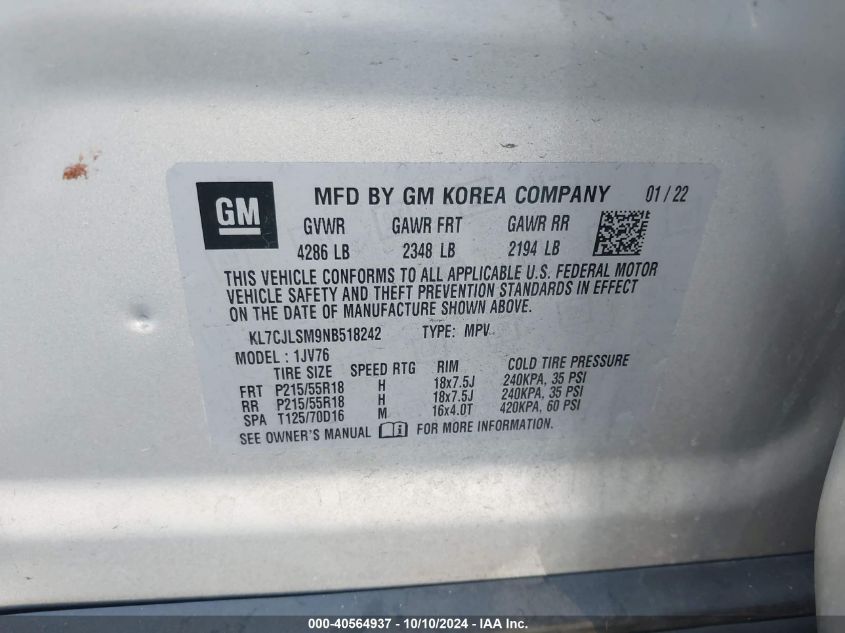 GM
MFD BY GM KOREA COMPANY 01 / 22
GVWR GAWR FRT GAWR RR
4286 LB 2348 LB 2194 LB
THIS VEHICLE CONFORMS TO ALL APPLICABLE U.S. FEDERAL MOTOR
VEHICLE SAFETY AND THEFT PREVENTION STANDARDS IN EFFECT
ON THE DATE OF MANUFACTURE SHOWN ABOVE.
KL7CJLSM9NB518242 TYPE: MPV
MODEL : 1JV76
TIRE SIZE SPEED RTG RIM COLD TIRE PRESSURE
FRT P215/55R18 H 18x7.5J 240KPA, 35 PSI
RR P215/55R18 H 18x7.5J 240KPA, 35 PSI
SPA T125/70D16 M 16x4.0T 420KPA, 60 PSI
SEE OWNER'S MANUAL i FOR MORE INFORMATION.
000-40564937 - 10/10/2024 - IAA Inc.